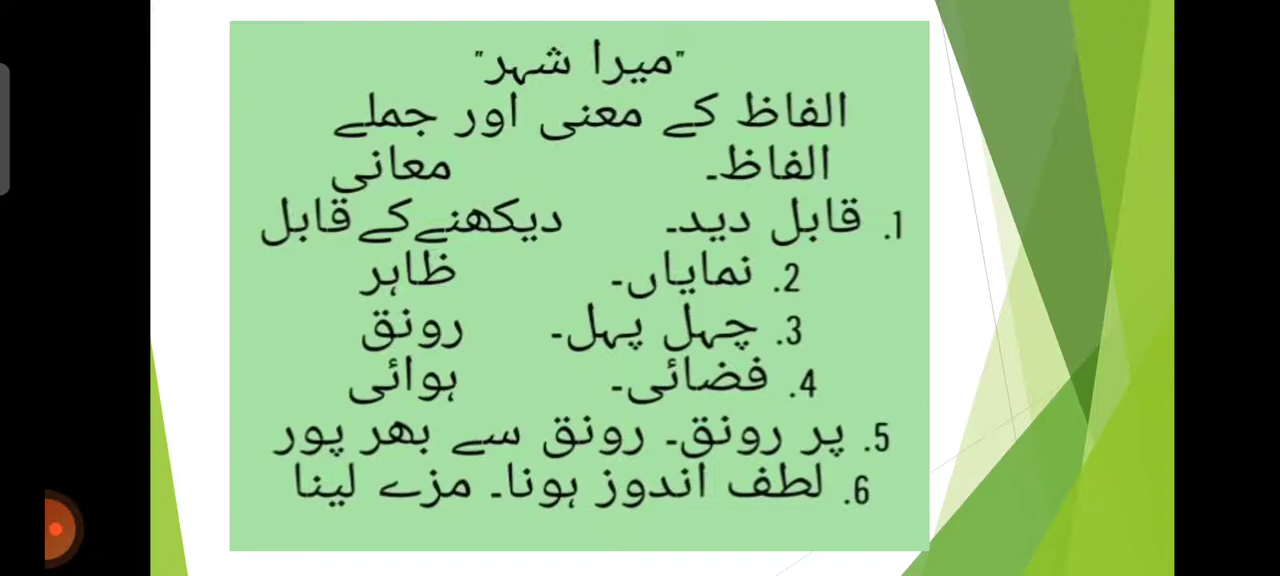 "میرا شہر"
الفاظ کے معنی اور جملے
الفاظ۔ معانی
1. قابل دید۔ دیکھنے کے قابل
2. نمایاں۔ ظاہر
3. چہل پہل۔ رونق
4. فضائی۔ ہوائی
5. پر رونق۔ رونق سے بھر پور
6. لطف اندوز ہونا۔ مزے لینا